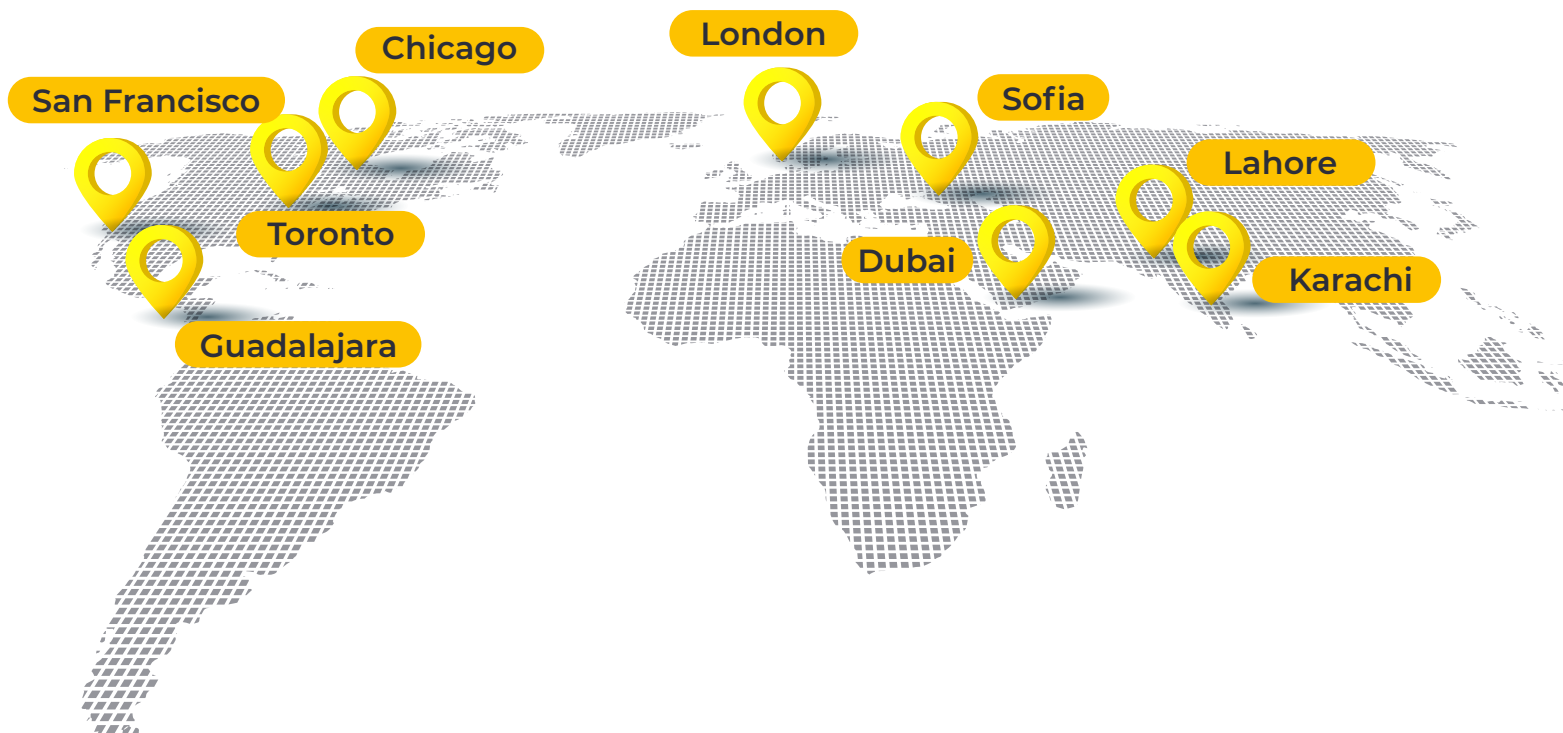 London
Chicago
San Francisco
Sofia
Lahore
Toronto
Dubai
Karachi
Guadalajara